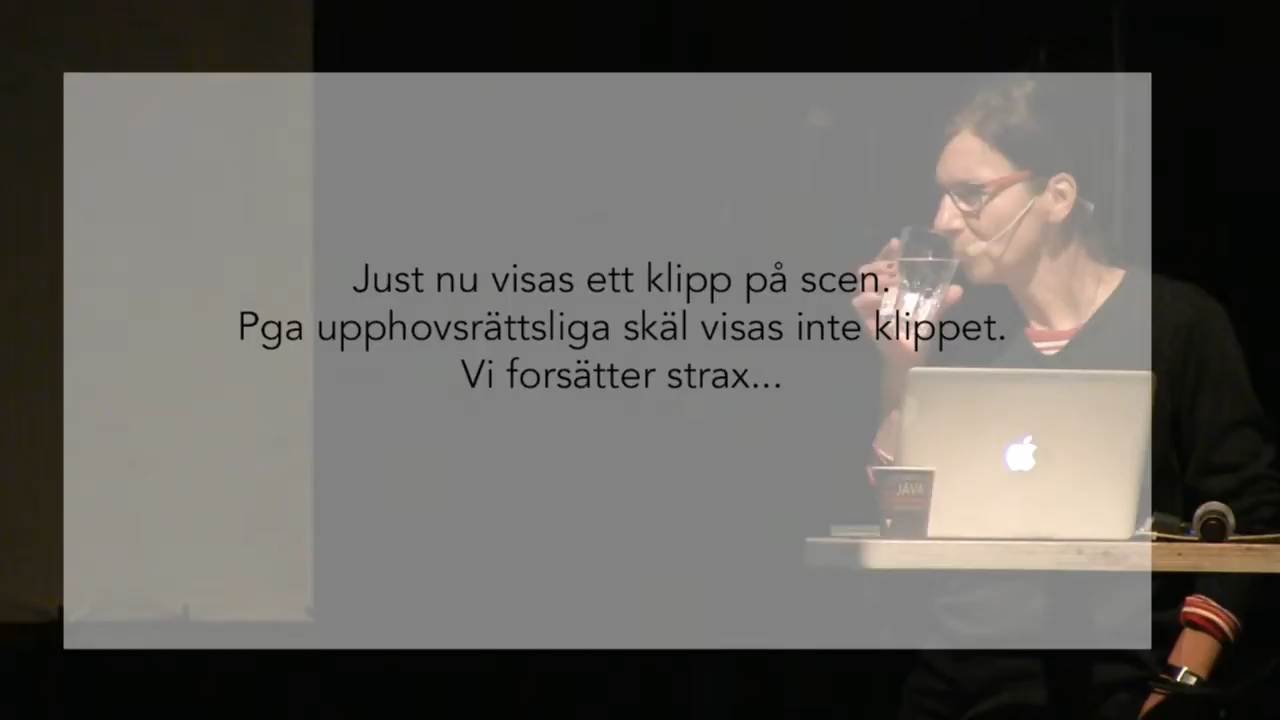 Just nu visas ett klipp på scen.
Pga upphovsrättsliga skäl visas inte klippet.
Vi forsätter strax...
JAVA